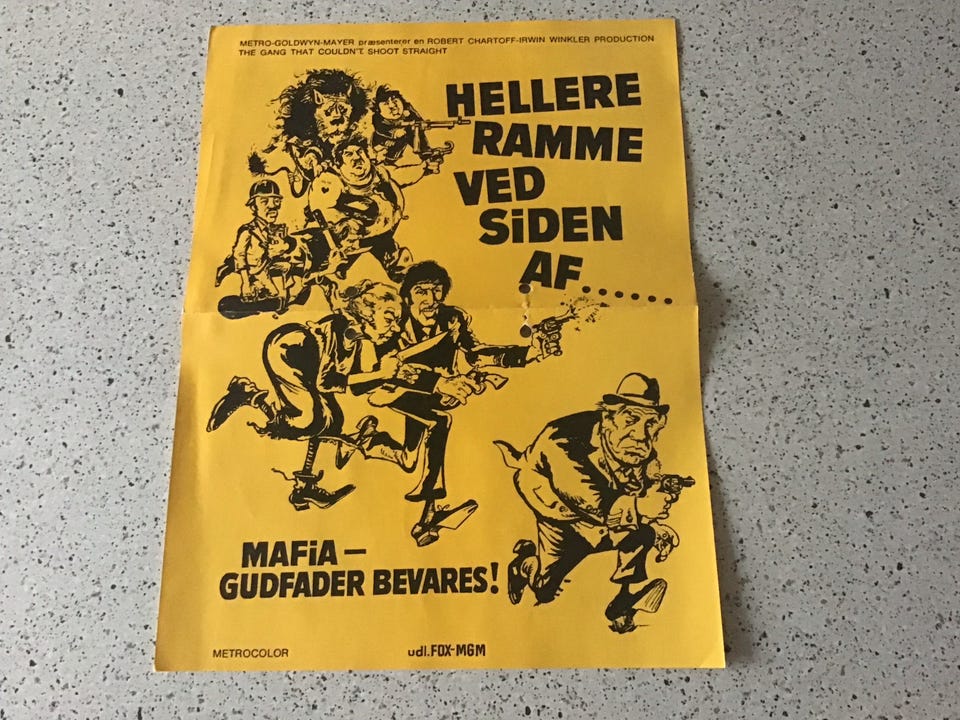 METRO-GOLDWYN-MAYER præsenterer en ROBERT CHARTOFF-IRWIN WINKLER PRODUCTION
THE GANG THAT COULDN'T. SHOOT STRAIGHT
HELLERE
RAMME
VED
SiDEN
AF......
MAFiA –
GUDFADER BEVARES!
METROCOLOR
udl. FOX-MGM